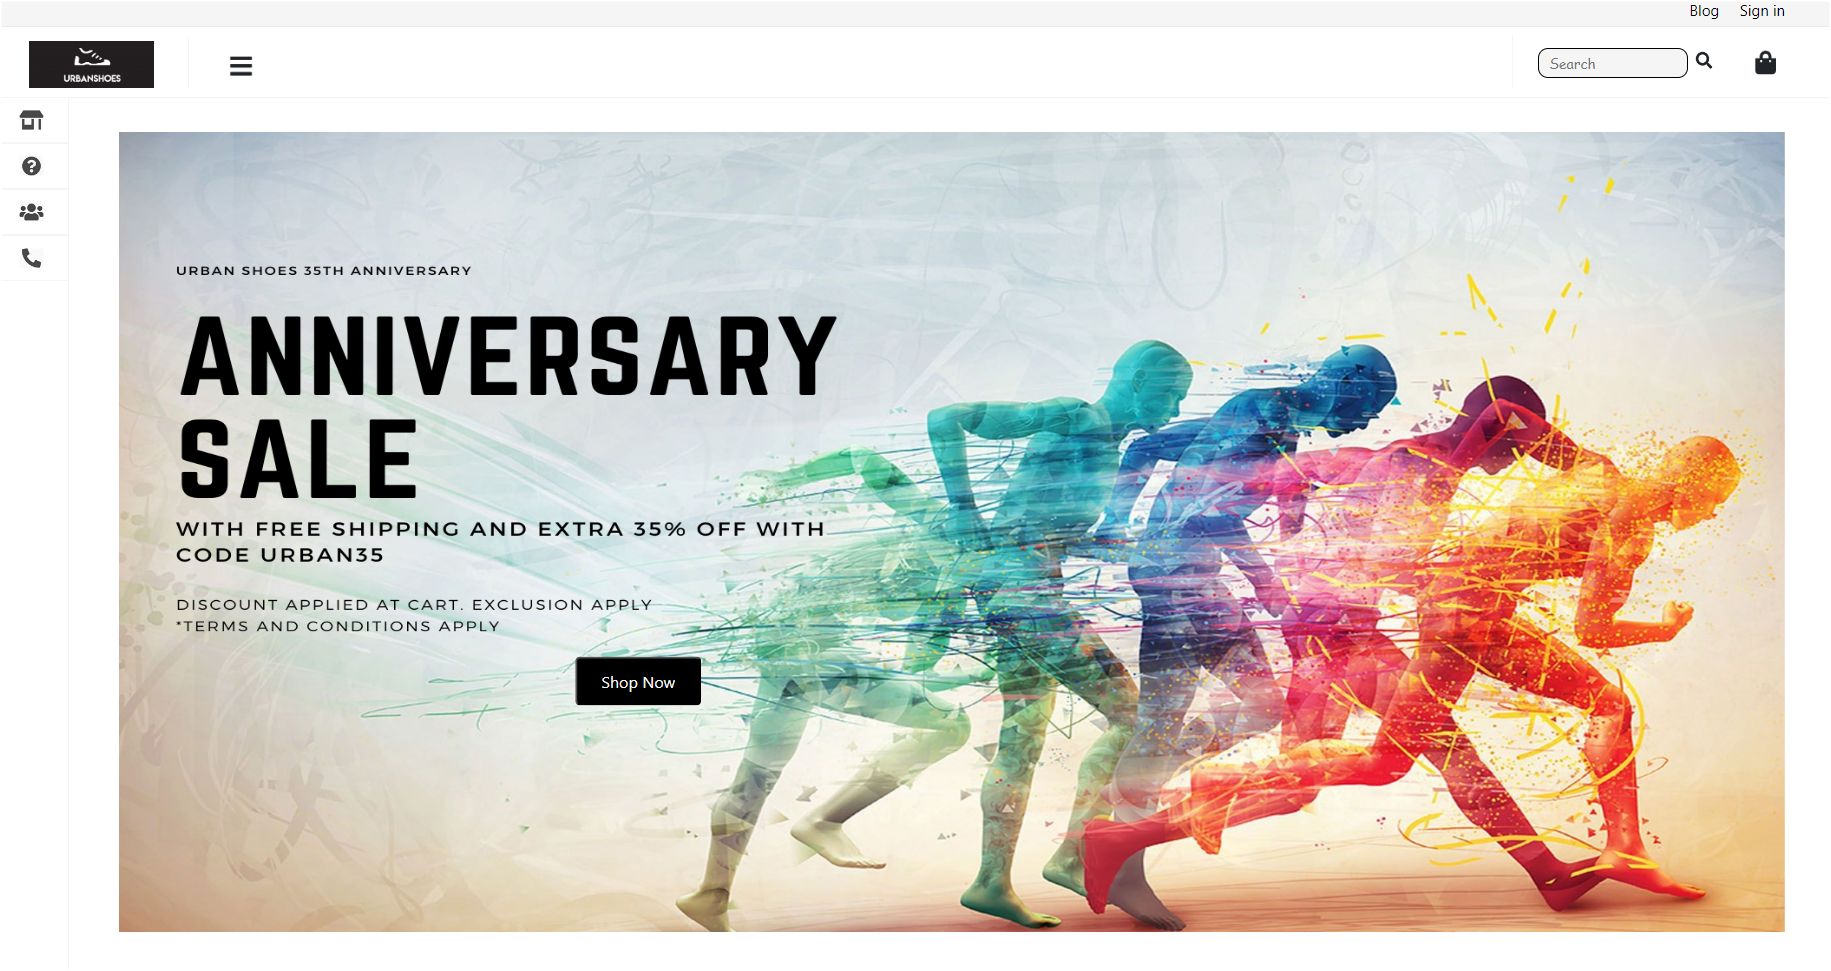 Blog Sign in
URBANSHOES
Search
URBAN SHOES 35TH ANNIVERSARY
ANNIVERSARY
SALE
WITH FREE SHIPPING AND EXTRA 35% OFF WITH
CODE URBAN35
DISCOUNT APPLIED AT CART. EXCLUSION APPLY
*TERMS AND CONDITIONS APPLY
Shop Now